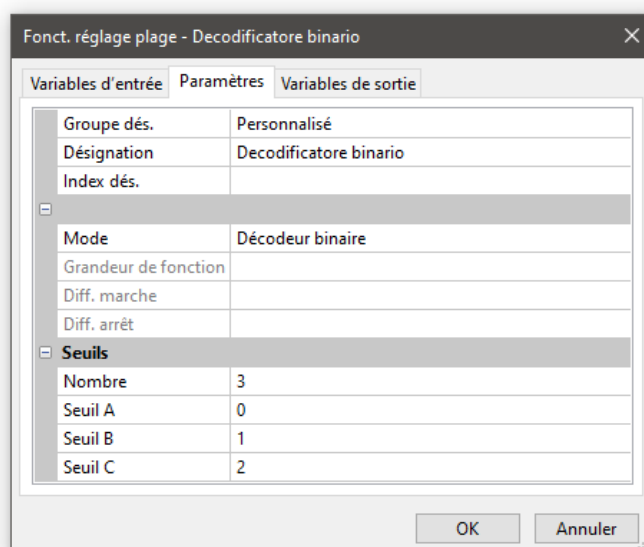 Fonct. réglage plage - Decodificatore binario
Variables d'entrée Paramètres Variables de sortie
Groupe dés. Personnalisé
Désignation Decodificatore binario
Index dés.
Mode Décodeur binaire
Grandeur de fonction
Diff. marche
Diff. arrêt
Seuils
Nombre 3
Seuil A 0
Seuil B 1
Seuil C 2
OK Annuler